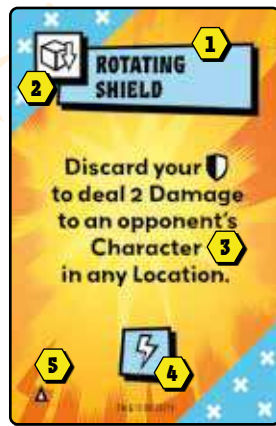 1
ROTATING
2
SHIELD
Discard your
to deal 2 Damage
to an opponent's
Character 3
in any Location.
5
4